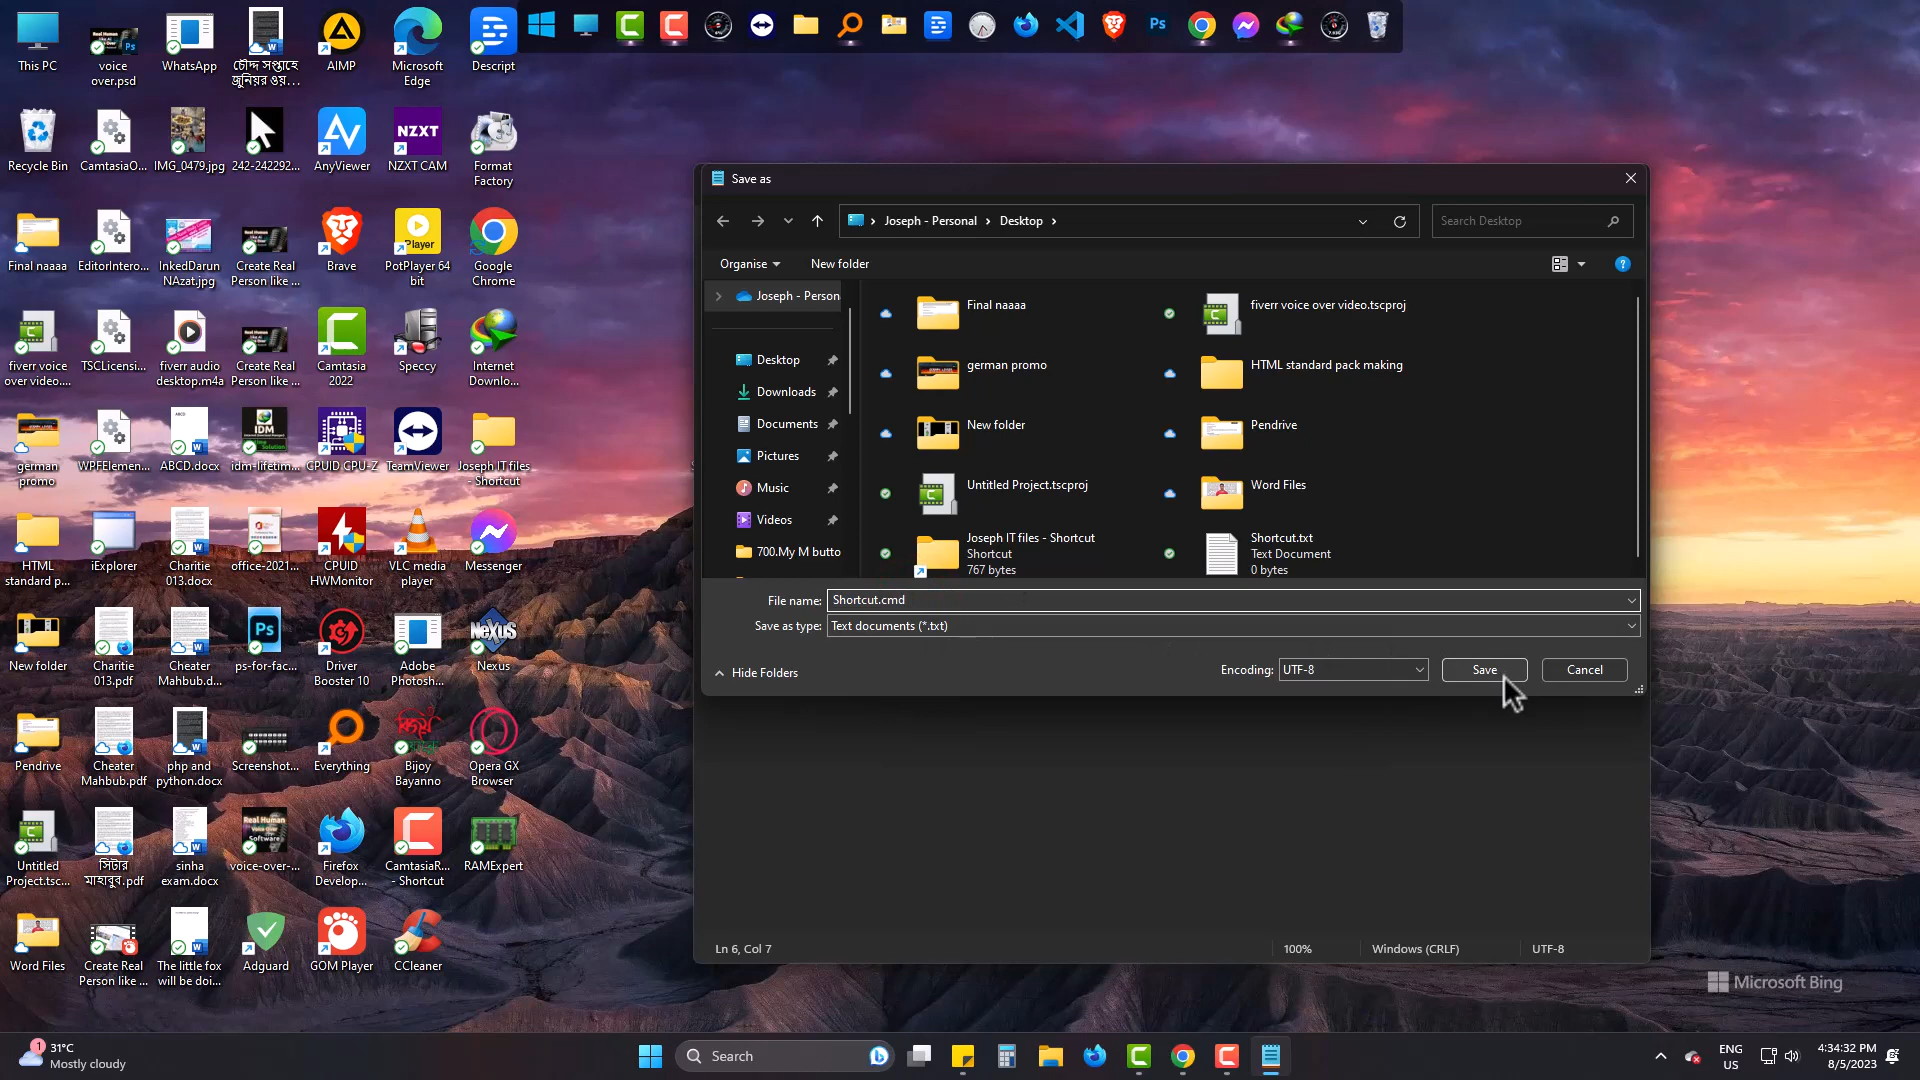 This PC
voice
over.psd
WhatsApp
চৌদ্দ সপ্তাহে
জুনিয়র ওয়...
AIMP
Microsoft
Edge
Descript
Recycle Bin
CamtasiaO...
IMG_0479.jpg
242-242292...
AnyViewer
NZXT
NZXT CAM
Format
Factory
Final naaaa
EditorIntero...
InkedDarun
NAzat.jpg
Create Real
Person like ...
Brave
Player
PotPlayer 64
bit
Google
Chrome
fiverr voice
over video....
TSCLicensi...
fiverr audio
desktop.m4a
Create Real
Person like ...
Camtasia
2022
Speccy
Internet
Downlo...
german
promo
WPFElemen...
ABCD.docx
IDM
idm-lifetim...
CPUID CPU-Z
TeamViewer
Joseph IT files
- Shortcut
HTML
standard p...
iExplorer
Charitie
013.docx
office-2021...
CPUID
HWMonitor
VLC media
player
Messenger
New folder
Charitie
013.pdf
Cheater
Mahbub.d...
Ps
ps-for-fac...
Driver
Booster 10
Adobe
Photosh...
NeXuS
Nexus
Pendrive
Cheater
Mahbub.pdf
php and
python.docx
Screenshot...
Everything
Bijoy
Bayanno
Opera GX
Browser
Untitled
Project.tsc...
সিটার
মাহাবুব.pdf
sinha
exam.docx
Real Human
Voice Over
Software
voice-over-...
Firefox
Develop...
CamtasiaR...
- Shortcut
RAMExpert
Word Files
Create Real
Person like ...
The little fox
will be doi...
Adguard
GOM Player
CCleaner
Save as
Joseph - Personal
Desktop
Search Desktop
Organise
New folder
Joseph - Person
Desktop
Downloads
Documents
Pictures
Music
Videos
700.My M butto
Final naaaa
fiverr voice over video.tscproj
german promo
HTML standard pack making
New folder
Pendrive
Untitled Project.tscproj
Word Files
Joseph IT files - Shortcut
Shortcut
767 bytes
Shortcut.txt
Text Document
0 bytes
File name:
Shortcut.cmd
Save as type:
Text documents (*.txt)
Hide Folders
Encoding:
UTF-8
Save
Cancel
Ln 6, Col 7
100%
Windows (CRLF)
UTF-8
Microsoft Bing
1
31°C
Mostly cloudy
Search
ENG
US
4:34:32 PM
8/5/2023